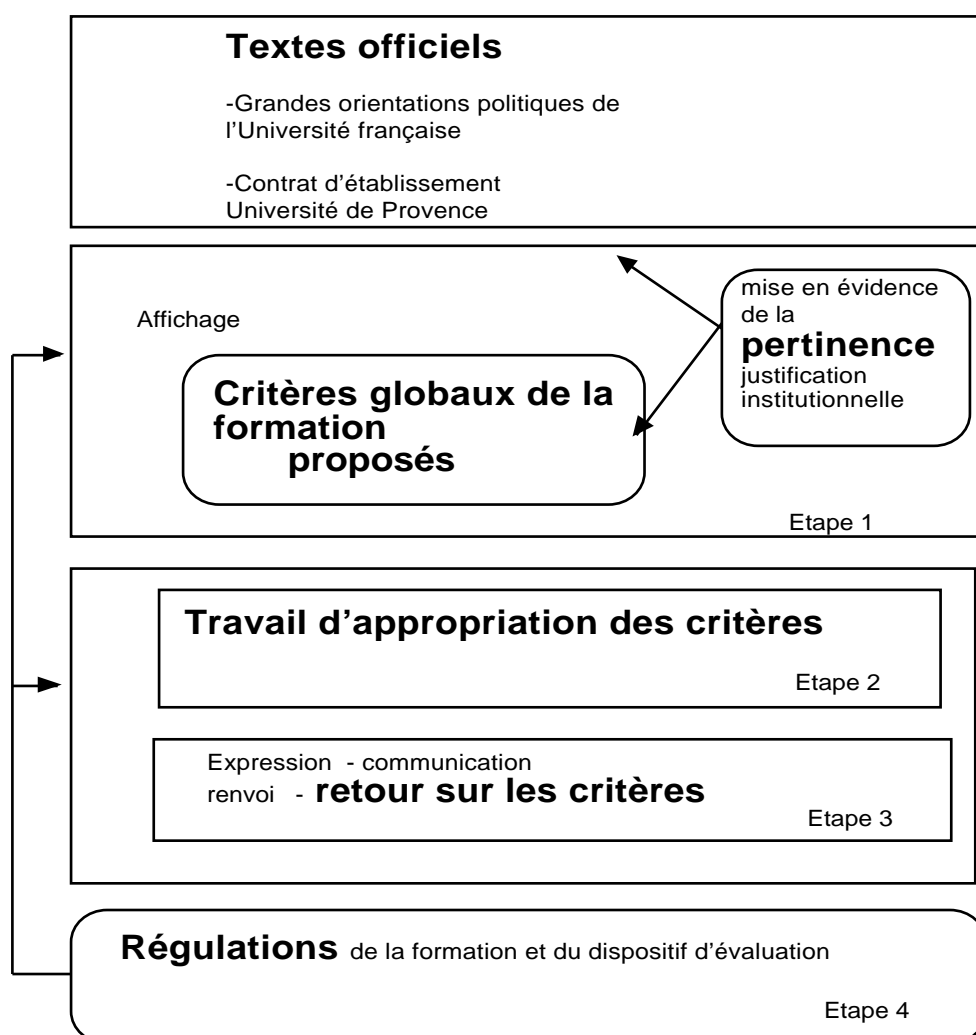 Textes officiels
-Grandes orientations politiques de
l'Université française
-Contrat d'établissement
Université de Provence
Affichage
mise en évidence
de la
pertinence
justification
institutionnelle
Critères globaux de la
formation
proposés
Etape 1
Travail d'appropriation des critères
Etape 2
Expression - communication
renvoi - retour sur les critères
Etape 3
Régulations de la formation et du dispositif d'évaluation
Etape 4